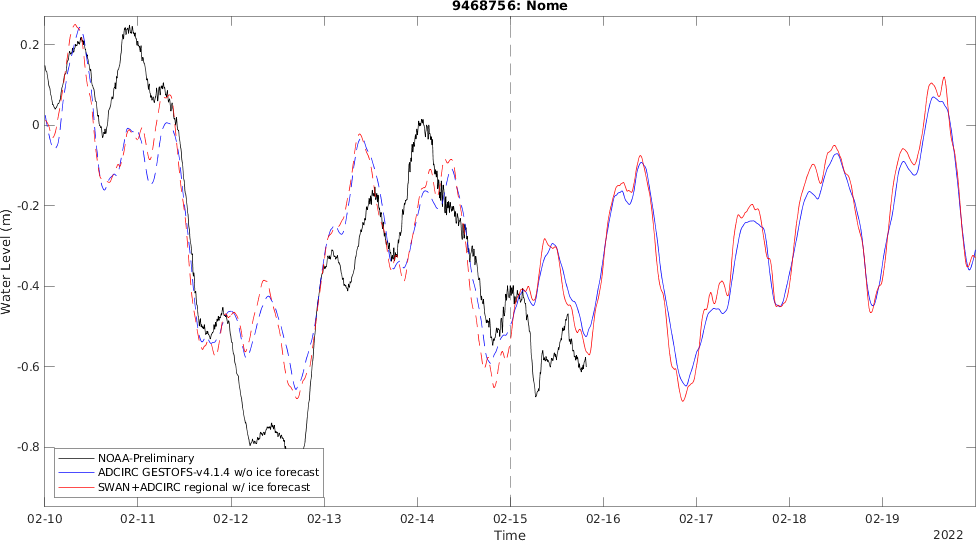 9468756: Nome
0.2
0
-0.2
-0.4
-0.6
-0.8
Water Level (m)
NOAA-Preliminary
ADCIRC GESTOFS-v4.1.4 w/o ice forecast
SWAN+ADCIRC regional w/ ice forecast
02-10 02-11 02-12 02-13 02-14 02-15 02-16 02-17 02-18 02-19
Time
2022